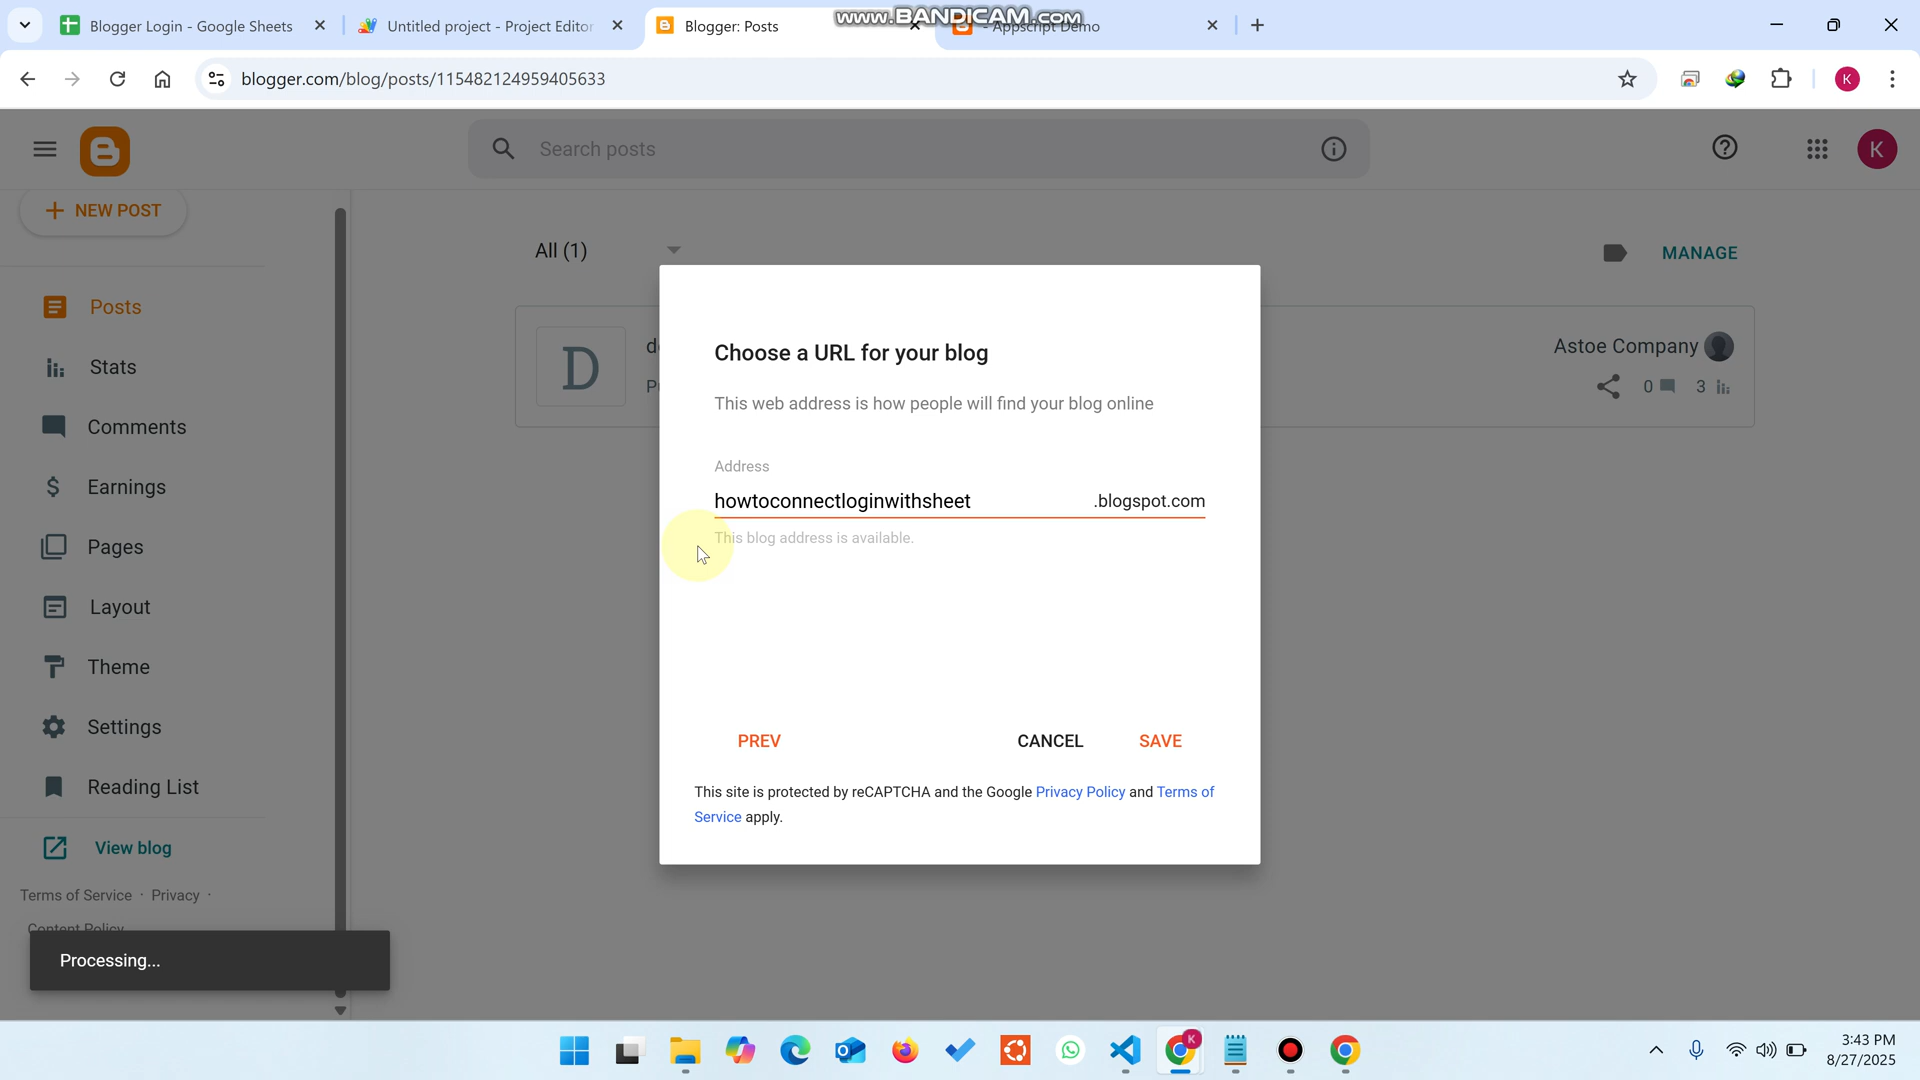 Blogger Login - Google Sheets
Untitled project - Project Editor
Blogger: Posts
www.BANDICAM.com
- Appscript Demo
blogger.com/blog/posts/115482124959405633
K
Search posts
K
NEW POST
All (1)
MANAGE
Posts
Stats
Comments
Earnings
Pages
Layout
Theme
Settings
Reading List
View blog
Terms of Service · Privacy ·
Content Policy
Processing...
D
Astoe Company
0
3
Choose a URL for your blog
This web address is how people will find your blog online
Address
howtoconnectloginwithsheet
.blogspot.com
This blog address is available.
PREV
CANCEL
SAVE
This site is protected by reCAPTCHA and the Google Privacy Policy and Terms of
Service apply.
K
3:43 PM
8/27/2025